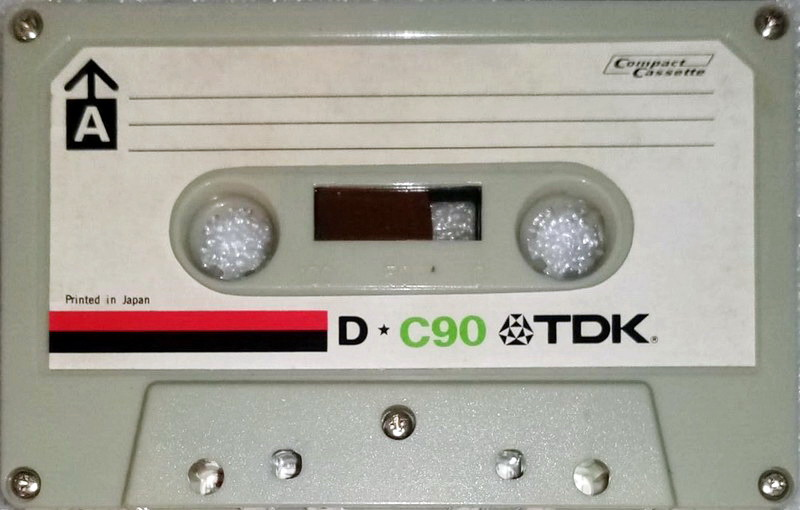 Compact
Cassette
A
Printed in Japan
D ★ C90 TDK®